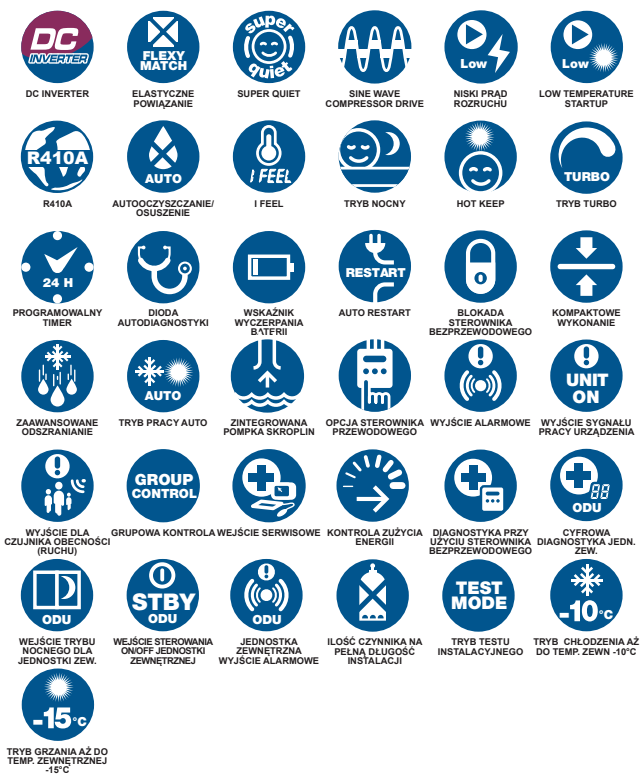 DC
INVERTER
DC INVERTER
FLEXY
MATCH
ELASTYCZNE
POWIĄZANIE
super
quiet
SUPER QUIET
SINE WAVE
COMPRESSOR DRIVE
Low
NISKI PRĄD
ROZRUCHU
Low
LOW TEMPERATURE
STARTUP
R410A
R410A
AUTO
AUTOOCZYSZCZANIE/
OSUSZENIE
I FEEL
I FEEL
TRYB NOCNY
HOT KEEP
TURBO
TRYB TURBO
24 H
PROGRAMOWALNY
TIMER
DIODA
AUTODIAGNOSTYKI
WSKAŹNIK
WYCZERPANIA
BATERII
RESTART
AUTO RESTART
0
BLOKADA
STEROWNIKA
BEZPRZEWODOWEGO
KOMPAKTOWE
WYKONANIE
ZAAWANSOWANE
ODSZRANIANIE
AUTO
TRYB PRACY AUTO
ZINTEGROWANA
POMPKA SKROPLIN
OPCJA STEROWNIKA
PRZEWODOWEGO
WYJŚCIE ALARMOWE
UNIT
ON
WYJŚCIE SYGNAŁU
PRACY URZĄDZENIA
WYJŚCIE DLA
CZUJNIKA OBECNOŚCI
(RUCHU)
GROUP
CONTROL
GRUPOWA KONTROLA
WEJŚCIE SERWISOWE
KONTROLA ZUŻYCIA
ENERGII
DIAGNOSTYKA PRZY
UŻYCIU STEROWNIKA
BEZPRZEWODOWEGO
88
ODU
CYFROWA
DIAGNOSTYKA JEDN.
ZEW.
ODU
WEJŚCIE TRYBU
NOCNEGO DLA
JEDNOSTKI ZEW.
STBY
ODU
WEJŚCIE STEROWANIA
ON/OFF JEDNOSTKI
ZEWNĘTRZNEJ
ODU
JEDNOSTKA
ZEWNĘTRZNA
WYJŚCIE ALARMOWE
ILOŚĆ CZYNNIKA NA
PEŁNĄ DŁUGOŚĆ
INSTALACJI
TEST
MODE
TRYB TESTU
INSTALACYJNEGO
-10°C
TRYB CHŁODZENIA AŻ
DO TEMP. ZEWN -10°C
-15°C
TRYB GRZANIA AŻ DO
TEMP. ZEWNĘTRZNEJ
-15°C